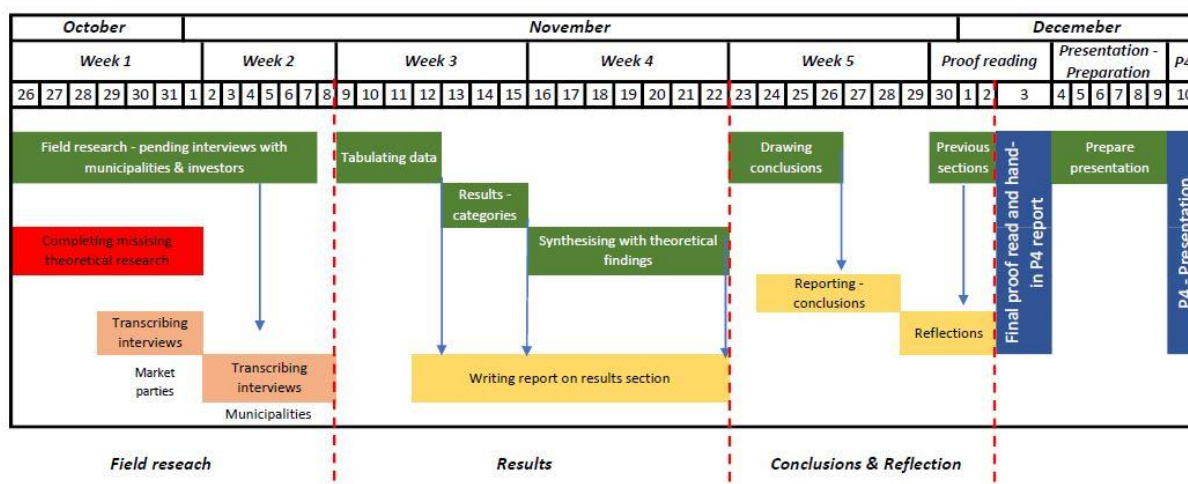 October November Decemeber
Week 1 Week 2 Week 3 Week 4 Week 5 Proof reading Presentation -
Preparation P4
26 27 28 29 30 31 1 2 3 4 5 6 7 8 9 10 11 12 13 14 15 16 17 18 19 20 21 22 23 24 25 26 27 28 29 30 1 2 3 4 5 6 7 8 9 10
Field research - pending interviews with
municipalities & investors
Tabulating data
Drawing
conclusions
Previous
sections
Prepare
presentation
Results -
categories
Completing missising
theoretical research
Synthesising with theoretical
findings
Final proof read and hand-
in P4 report
P4 - Presentation
Reporting -
conclusions
Transcribing
interviews
Reflections
Market
parties
Transcribing
interviews
Writing report on results section
Municipalities
Field reseach Results Conclusions & Reflection